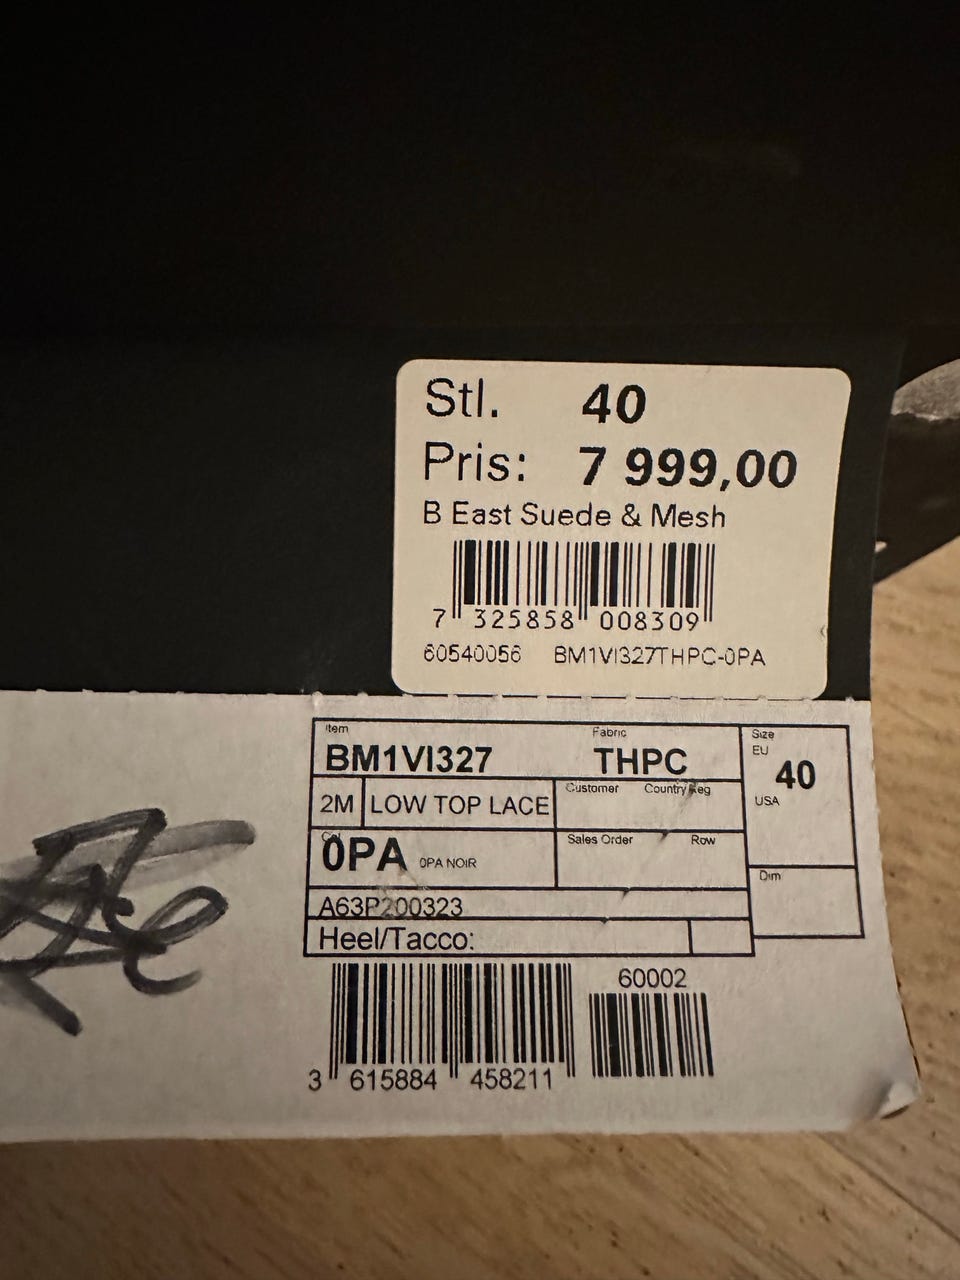 Stl. 40
Pris: 7 999,00
B East Suede & Mesh
7 325858 008309
60540056 BM1VI327THPC-0PA
Item Fabric Size
BM1VI327 THPC EU
40
2M LOW TOP LACE Customer Country Reg USA
Col Sales Order Row
0PA 0PA NOIR Dim
A63P200323
Heel/Tacco:
60002
3 615884 458211